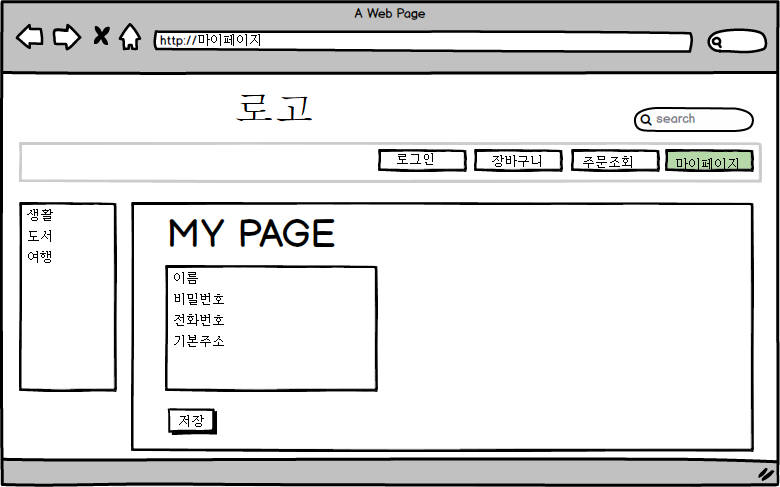 A Web Page
http://마이페이지
로고
search
로그인 장바구니 주문조회 마이페이지
생활
도서
여행
MY PAGE
이름
비밀번호
전화번호
기본주소
저장